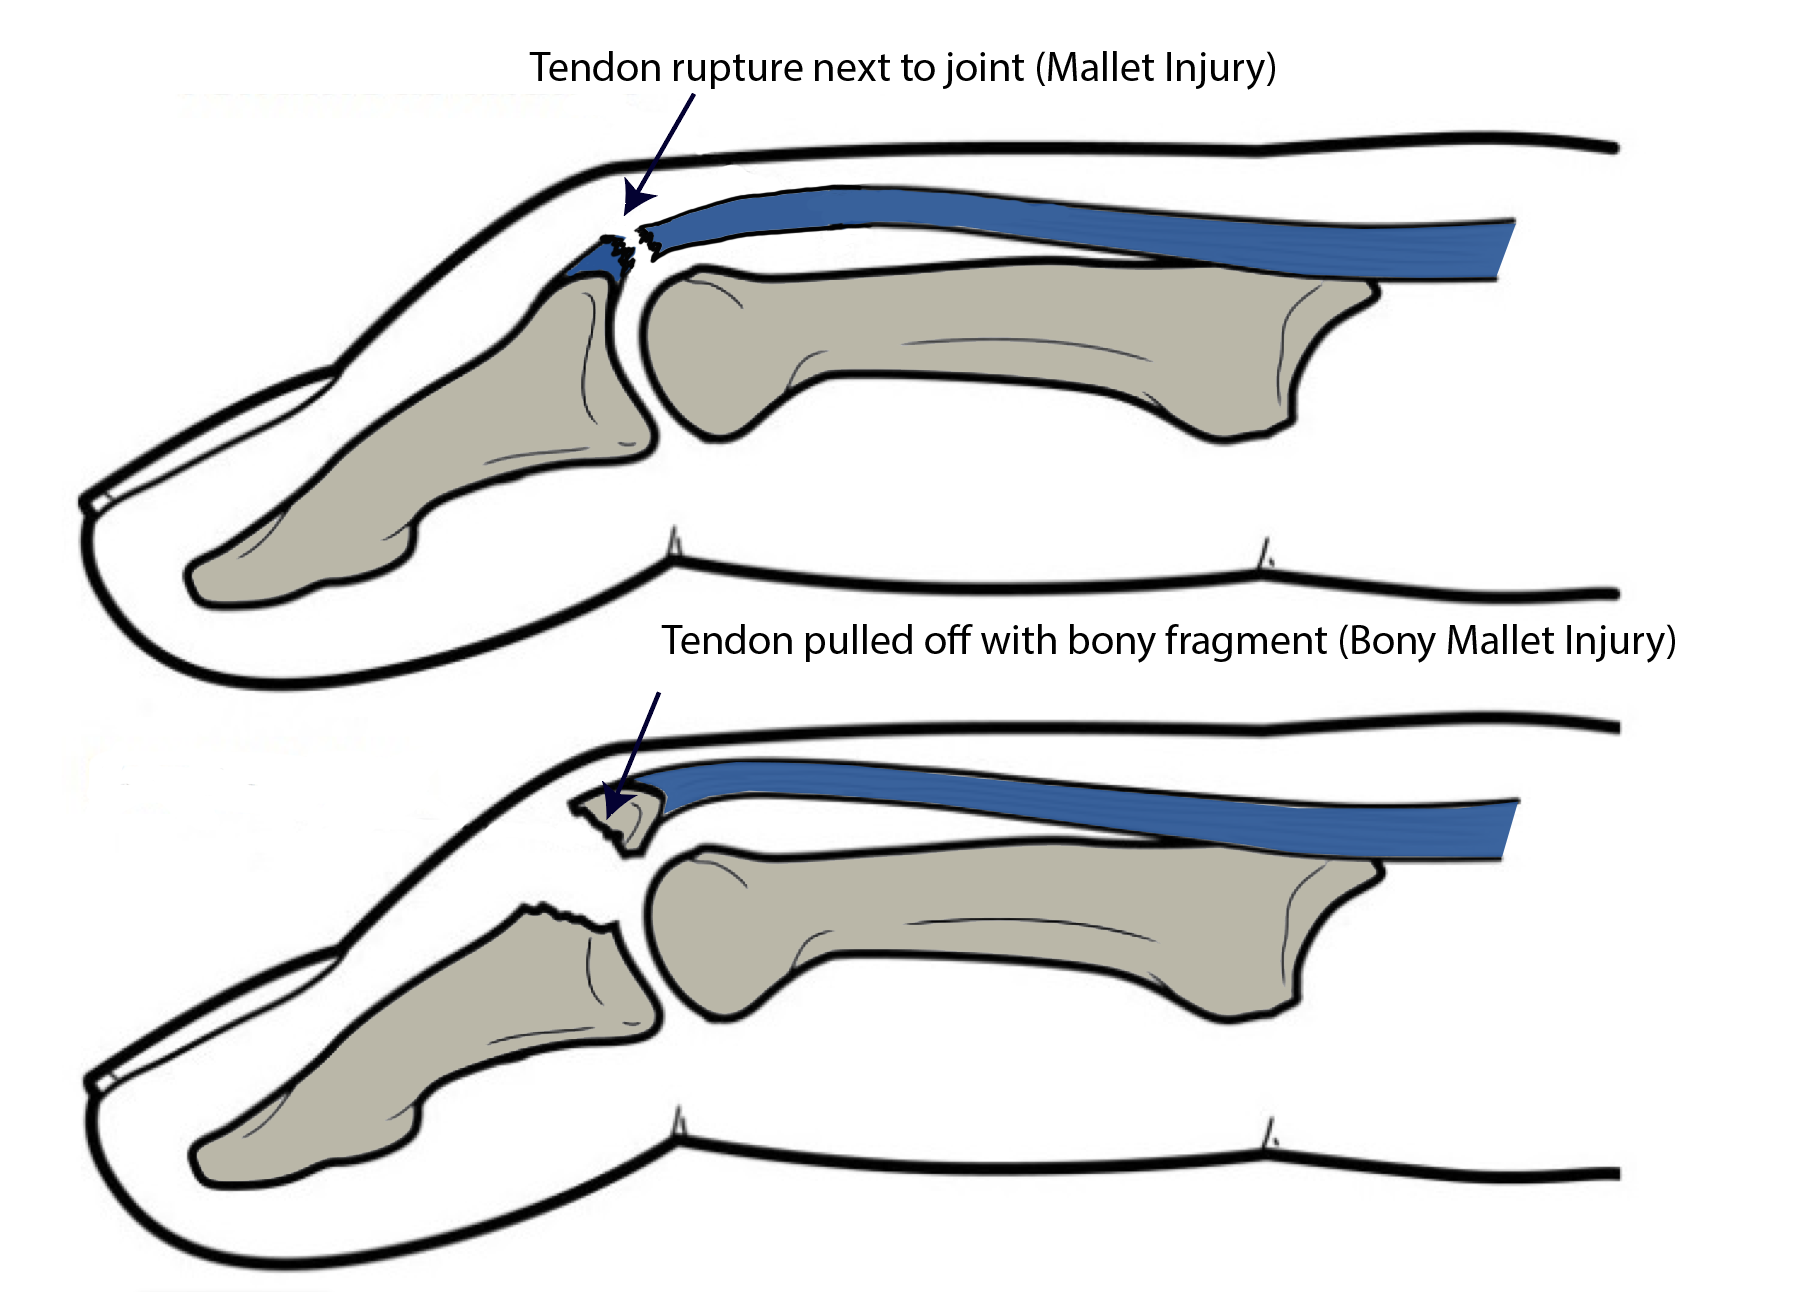 Tendon rupture next to joint (Mallet Injury)
Tendon pulled off with bony fragment (Bony Mallet Injury)